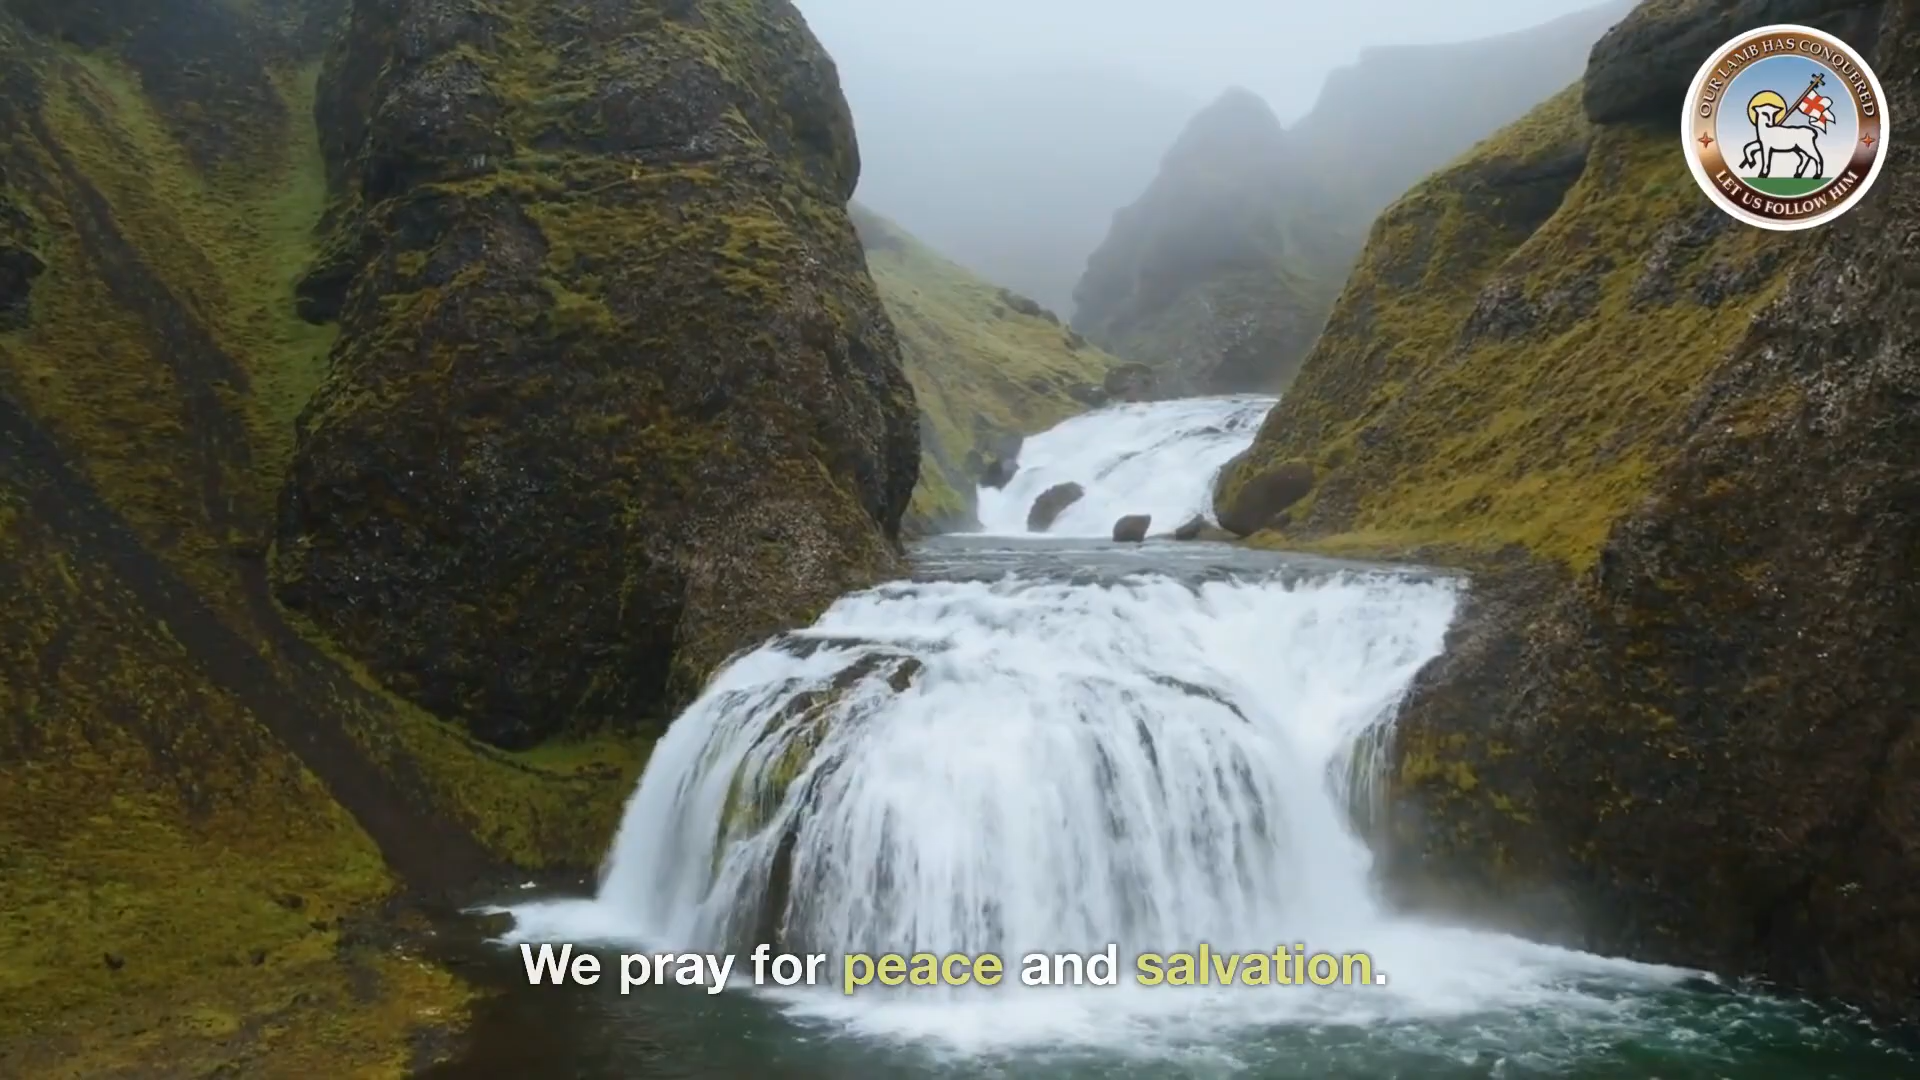 OUR LAMB HAS CONQUERED
LET US FOLLOW HIM
We pray for peace and salvation.